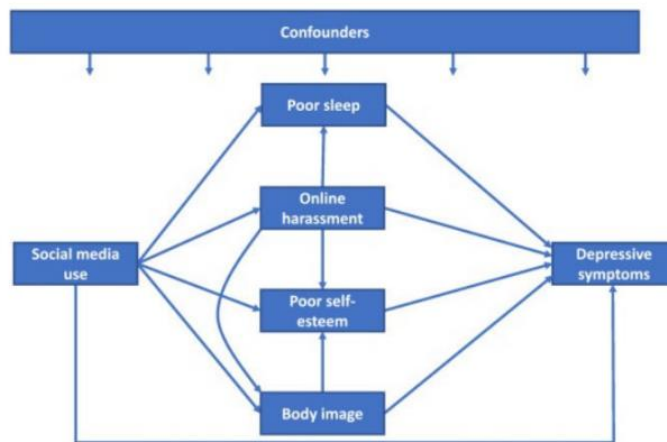 Confounders
Poor sleep
Online
harassment
Social media
use
Depressive
symptoms
Poor self-
esteem
Body image